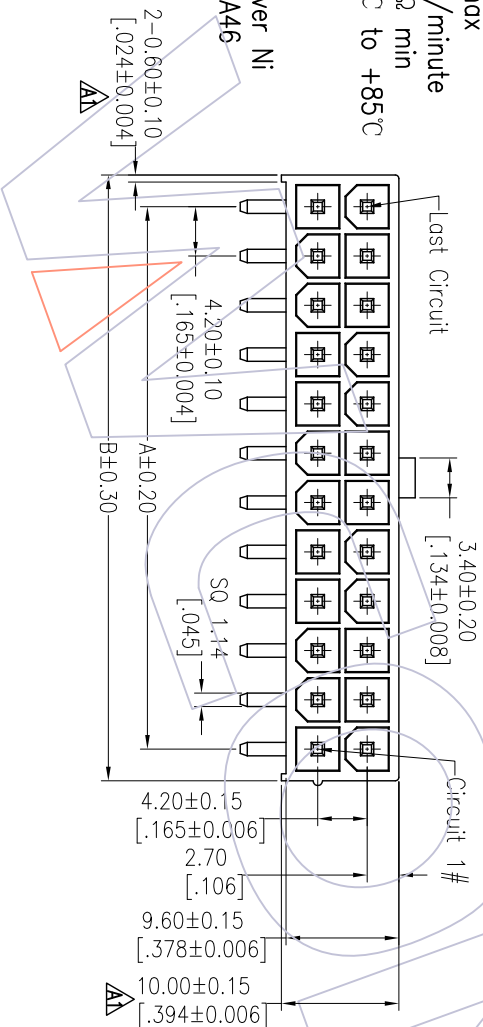 max
/minute
Ω min
℃ to +85℃
ver Ni
A46
2-0.60±0.10
[.024±0.004]
A1
Last Circuit
4.20±0.10
[.165±0.004]
A±0.20
B±0.30
3.40±0.20
[.134±0.008]
SQ 1.14
[.045]
Circuit 1#
4.20±0.15
[.165±0.006]
2.70
[.106]
9.60±0.15
[.378±0.006]
10.00±0.15
[.394±0.006]
A1